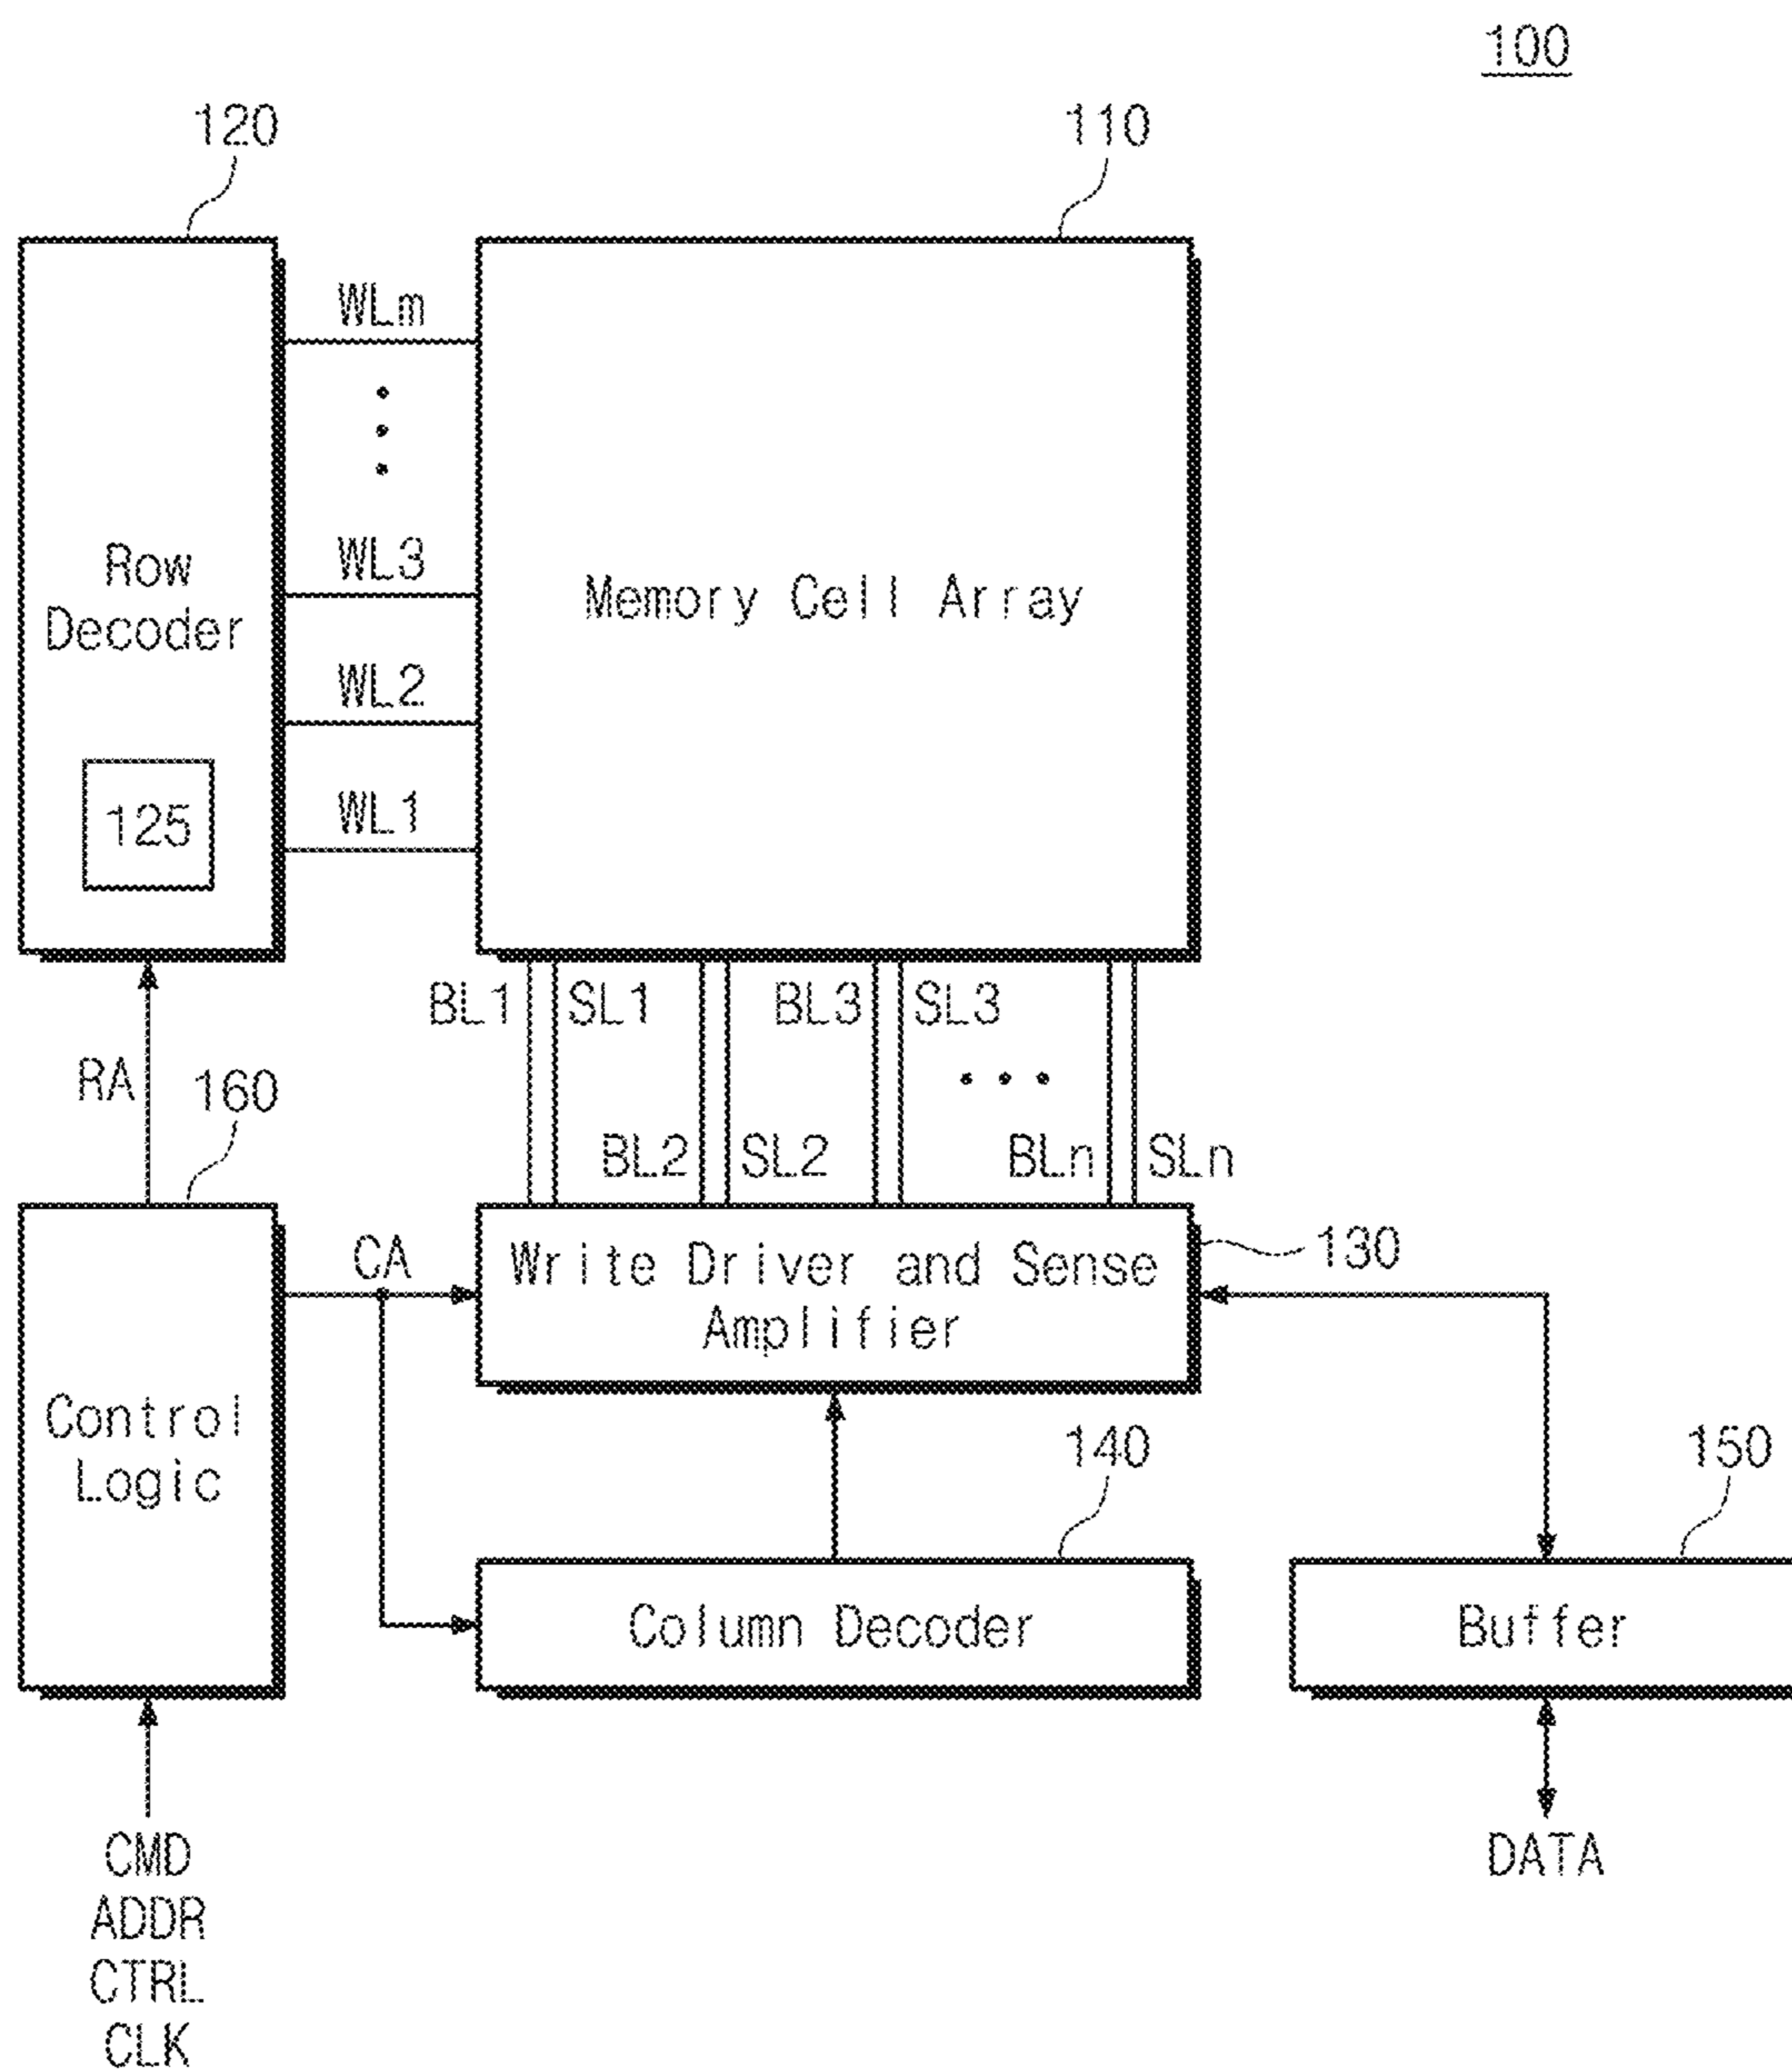 100
120
110
WLm
WL3
Row
Decoder
Memory Cell Array
WL2
WL1
125
BL1
SL1
BL3
SL3
RA
160
BL2
SL2
BLn
SLn
CA
Write Driver and Sense
Amplifier
130
Control
Logic
140
150
Column Decoder
Buffer
CMD
ADDR
CTRL
CLK
DATA